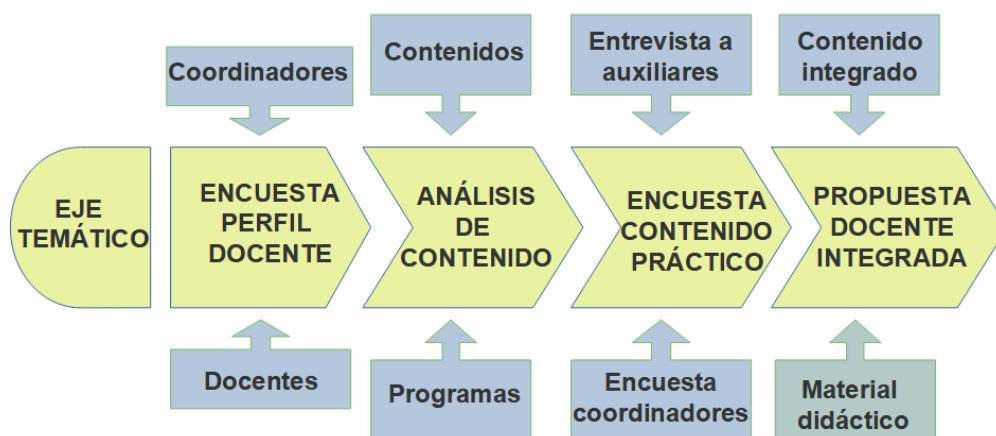 Coordinadores
Contenidos
Entrevista a
auxiliares
Contenido
integrado
EJE
TEMÁTICO
ENCUESTA
PERFIL
DOCENTE
ANÁLISIS
DE
CONTENIDO
ENCUESTA
CONTENIDO
PRÁCTICO
PROPUESTA
DOCENTE
INTEGRADA
Docentes
Programas
Encuesta
coordinadores
Material
didáctico